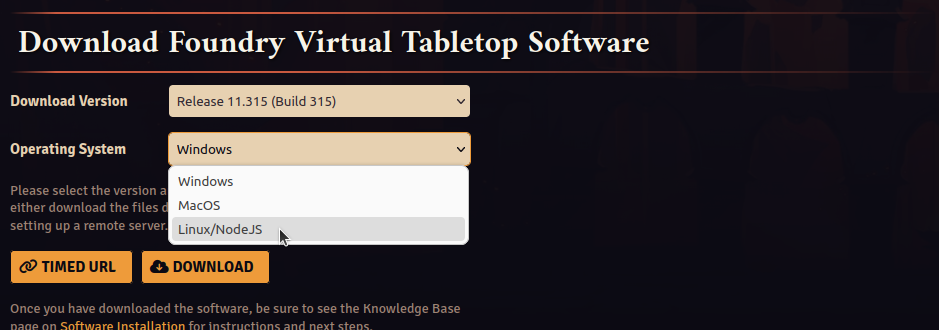 Download Foundry Virtual Tabletop Software
Download Version
Release 11.315 (Build 315)
Operating System
Windows
Windows
MacOS
Linux/NodeJS
Please select the version a
either download the files d
setting up a remote server.
TIMED URL
DOWNLOAD
Once you have downloaded the software, be sure to see the Knowledge Base
page on Software Installation for instructions and next steps.